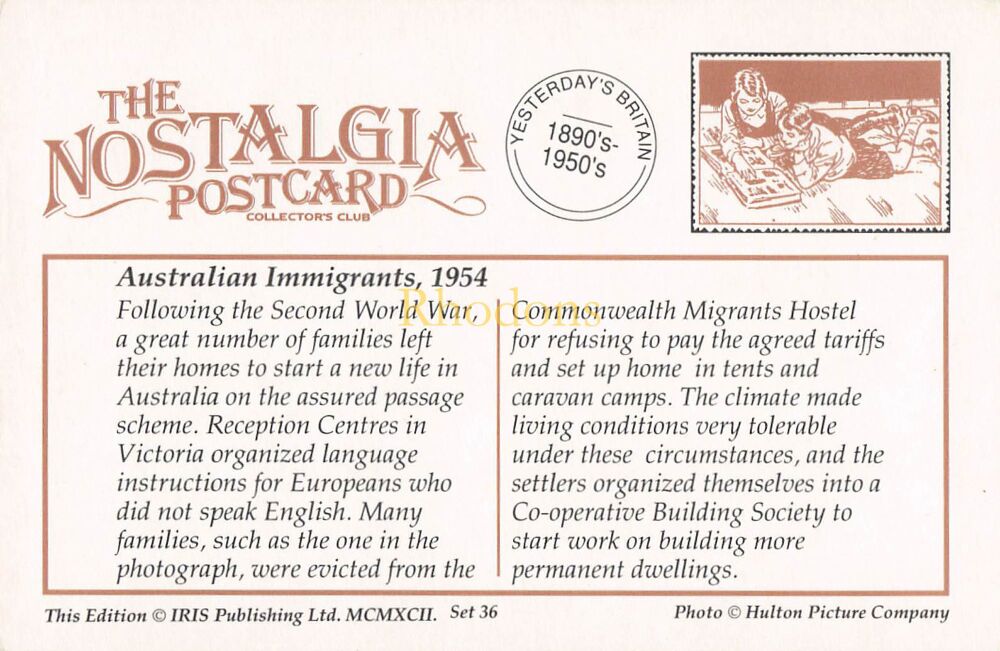 THE
NOSTALGIA
POSTCARD
COLLECTOR'S CLUB
YESTERDAY'S BRITAIN
1890's-
1950's
Australian Immigrants, 1954
Following the Second World War,
a great number of families left
their homes to start a new life in
Australia on the assured passage
scheme. Reception Centres in
Victoria organized language
instructions for Europeans who
did not speak English. Many
families, such as the one in the
photograph, were evicted from the
Commonwealth Migrants Hostel
for refusing to pay the agreed tariffs
and set up home in tents and
caravan camps. The climate made
living conditions very tolerable
under these circumstances, and the
settlers organized themselves into a
Co-operative Building Society to
start work on building more
permanent dwellings.
Rhodons
This Edition © IRIS Publishing Ltd. MCMXCII. Set 36
Photo © Hulton Picture Company